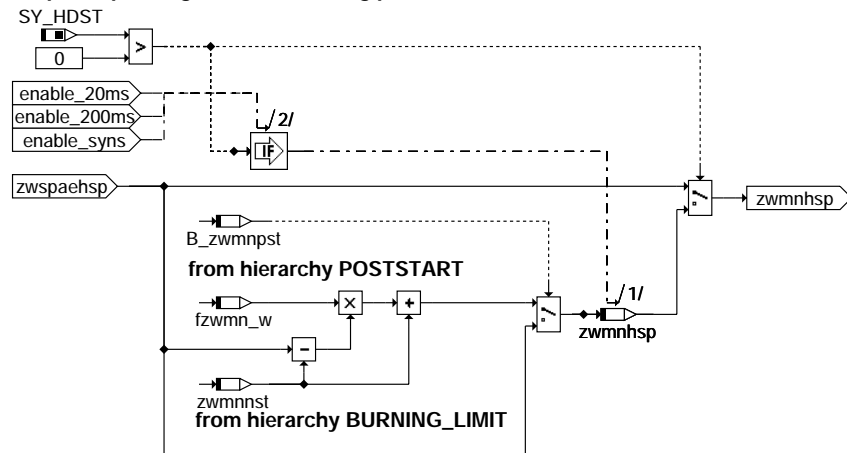 SY_HDST
>
0
enable_20ms
enable_200ms
enable_syns
/2/
IF
zwspaehsp
zwmnhsp
B_zwmnpst
from hierarchy POSTSTART
fzwmn_w
x
+
/1/
zwmnhsp
-
zwmnnst
from hierarchy BURNING_LIMIT